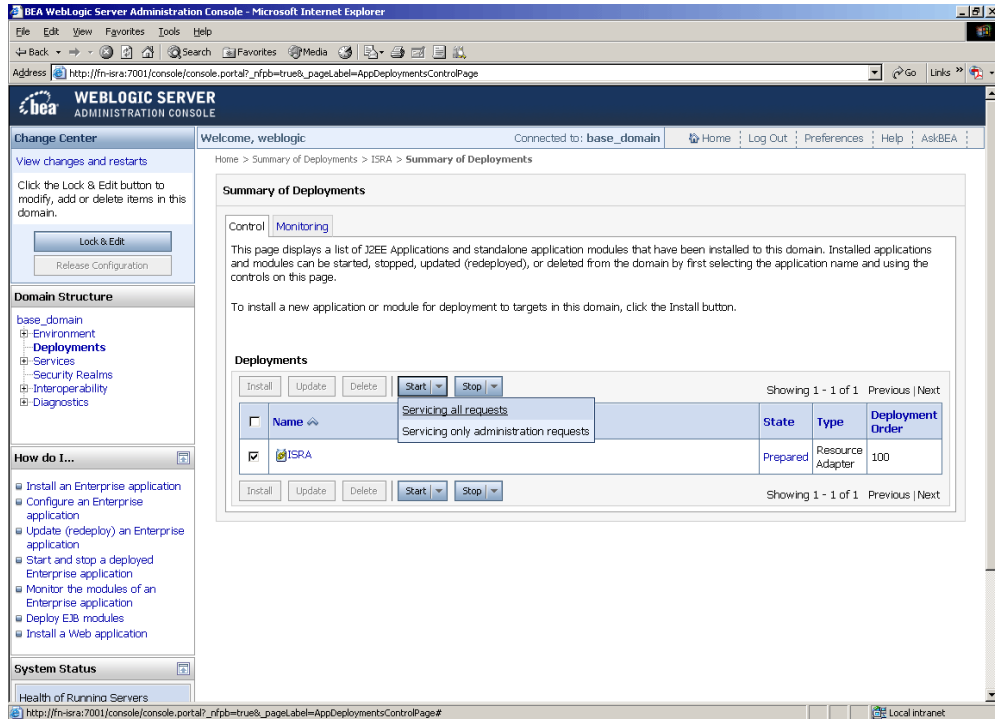 BEA WebLogic Server Administration Console - Microsoft Internet Explorer
File Edit View Favorites Tools Help
Back Search Favorites Media
Address http://fn-isra:7001/console/console.portal?_nfpb=true&_pageLabel=AppDeploymentsControlPage Go Links »
bea WEBLOGIC SERVER
ADMINISTRATION CONSOLE
Change Center
View changes and restarts
Click the Lock & Edit button to
modify, add or delete items in this
domain.
Lock & Edit
Release Configuration
Domain Structure
base_domain
Environment
Deployments
Services
Security Realms
Interoperability
Diagnostics
How do I...
Install an Enterprise application
Configure an Enterprise
application
Update (redeploy) an Enterprise
application
Start and stop a deployed
Enterprise application
Monitor the modules of an
Enterprise application
Deploy EJB modules
Install a Web application
System Status
Health of Running Servers
Welcome, weblogic Connected to: base_domain Home Log Out Preferences Help AskBEA
Home > Summary of Deployments > ISRA > Summary of Deployments
Summary of Deployments
Control Monitoring
This page displays a list of J2EE Applications and standalone application modules that have been installed to this domain. Installed applications
and modules can be started, stopped, updated (redeployed), or deleted from the domain by first selecting the application name and using the
controls on this page.
To install a new application or module for deployment to targets in this domain, click the Install button.
Deployments
Install Update Delete Start Stop Showing 1 - 1 of 1 Previous | Next
Servicing all requests
Servicing only administration requests
Name State Type Deployment
Order
ISRA Prepared Resource
Adapter 100
Install Update Delete Start Stop Showing 1 - 1 of 1 Previous | Next
http://fn-isra:7001/console/console.portal?_nfpb=true&_pageLabel=AppDeploymentsControlPage# Local intranet